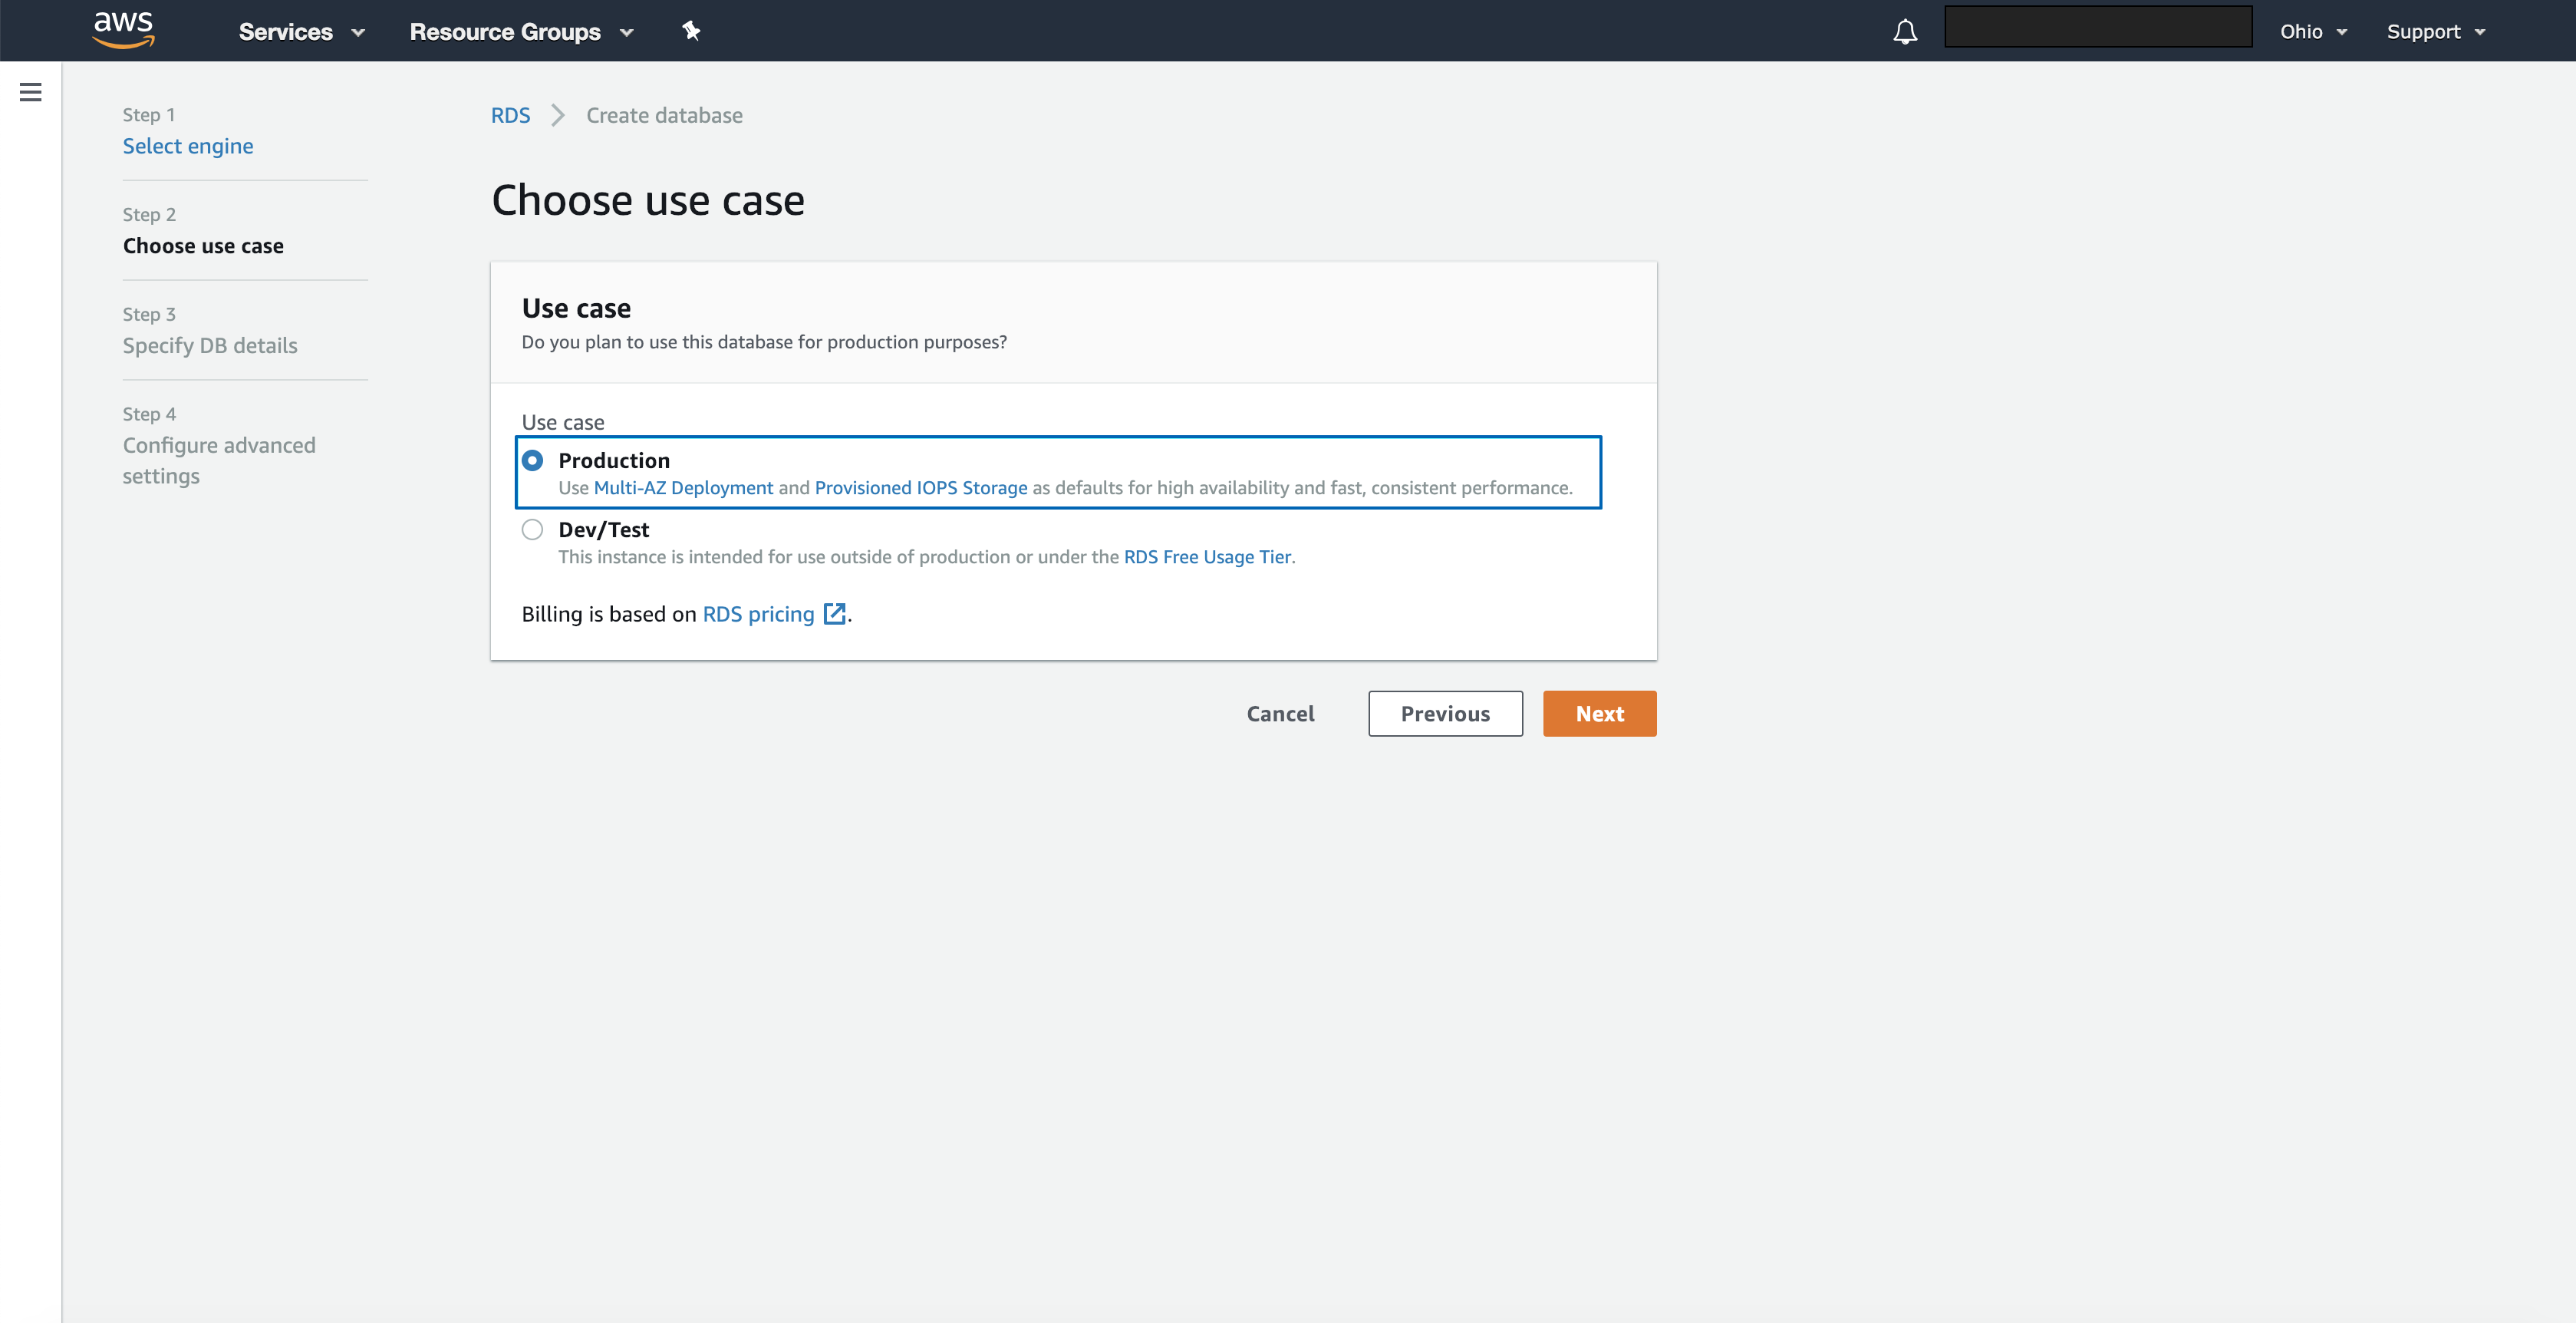 aws Services Resource Groups Ohio Support
Step 1
Select engine
Step 2
Choose use case
Step 3
Specify DB details
Step 4
Configure advanced
settings
RDS Create database
Choose use case
Use case
Do you plan to use this database for production purposes?
Use case
Production
Use Multi-AZ Deployment and Provisioned IOPS Storage as defaults for high availability and fast, consistent performance.
Dev/Test
This instance is intended for use outside of production or under the RDS Free Usage Tier.
Billing is based on RDS pricing .
Cancel Previous Next